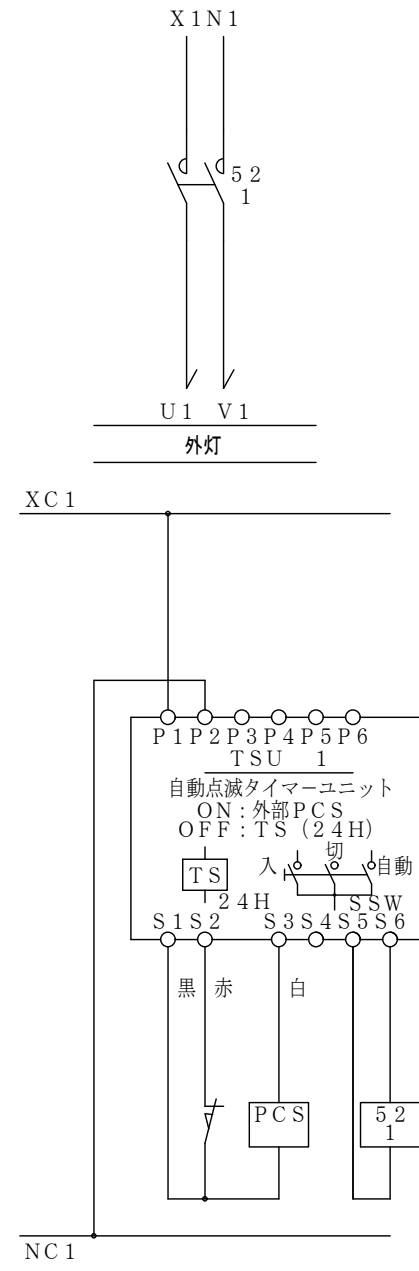 X1N1
52
1
U1 V1
外灯
XC1
P1P2P3P4P5P6
TSU 1
自動点滅タイマーユニット
ON:外部PCS
OFF:TS(24H)
入 切 自動
TS
24H
SSW
S1S2 S3S4S5S6
黒 赤 白
PCS
52
1
NC1